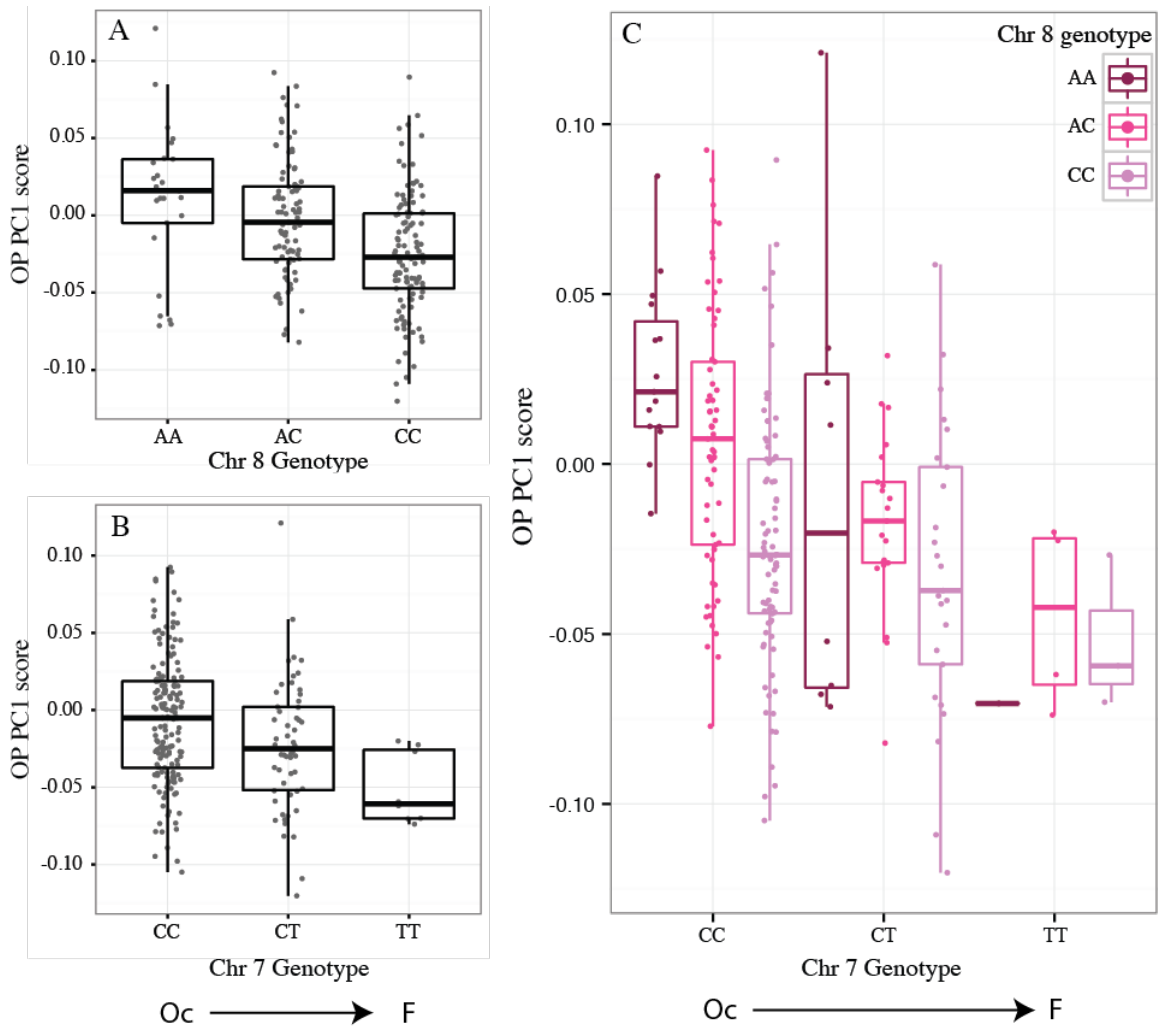 A
OP PC1 score
0.10
0.05
0.00
-0.05
-0.10
AA AC CC
Chr 8 Genotype
B
OP PC1 score
0.10
0.05
0.00
-0.05
-0.10
CC CT TT
Chr 7 Genotype
Oc F
C
Chr 8 genotype
AA
AC
CC
OP PC1 score
0.10
0.05
0.00
-0.05
-0.10
CC CT TT
Chr 7 Genotype
Oc F